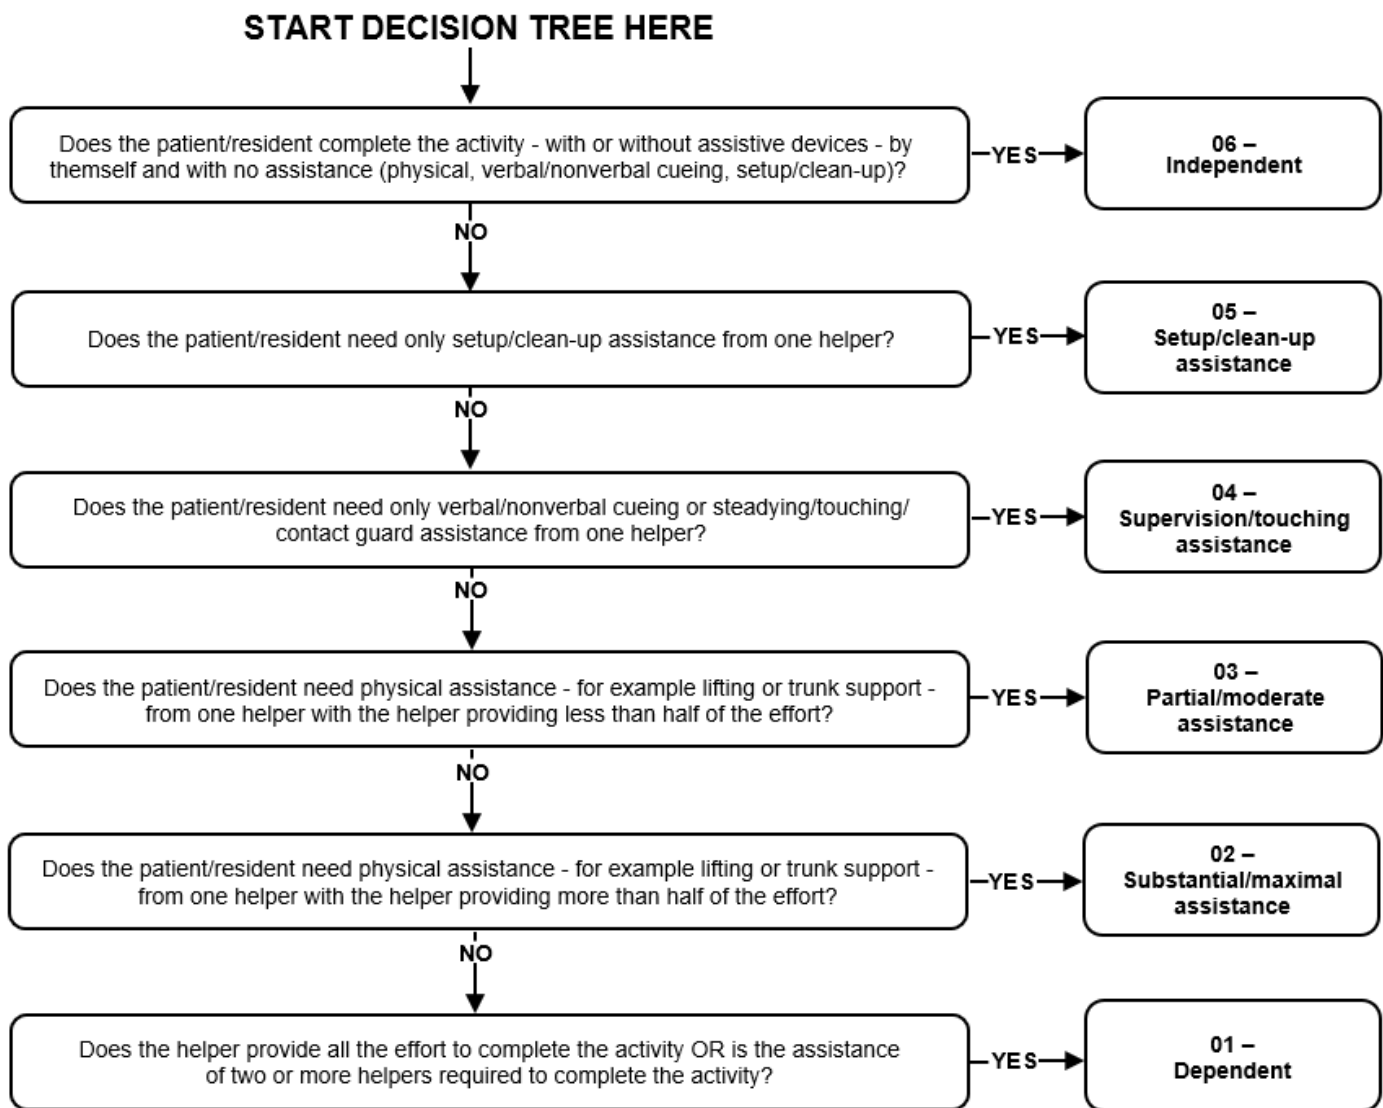 START DECISION TREE HERE
Does the patient/resident complete the activity - with or without assistive devices - by
themself and with no assistance (physical, verbal/nonverbal cueing, setup/clean-up)?
YES
06 –
Independent
NO
Does the patient/resident need only setup/clean-up assistance from one helper?
YES
05 –
Setup/clean-up
assistance
NO
Does the patient/resident need only verbal/nonverbal cueing or steadying/touching/
contact guard assistance from one helper?
YES
04 –
Supervision/touching
assistance
NO
Does the patient/resident need physical assistance - for example lifting or trunk support -
from one helper with the helper providing less than half of the effort?
YES
03 –
Partial/moderate
assistance
NO
Does the patient/resident need physical assistance - for example lifting or trunk support -
from one helper with the helper providing more than half of the effort?
YES
02 –
Substantial/maximal
assistance
NO
Does the helper provide all the effort to complete the activity OR is the assistance
of two or more helpers required to complete the activity?
YES
01 –
Dependent